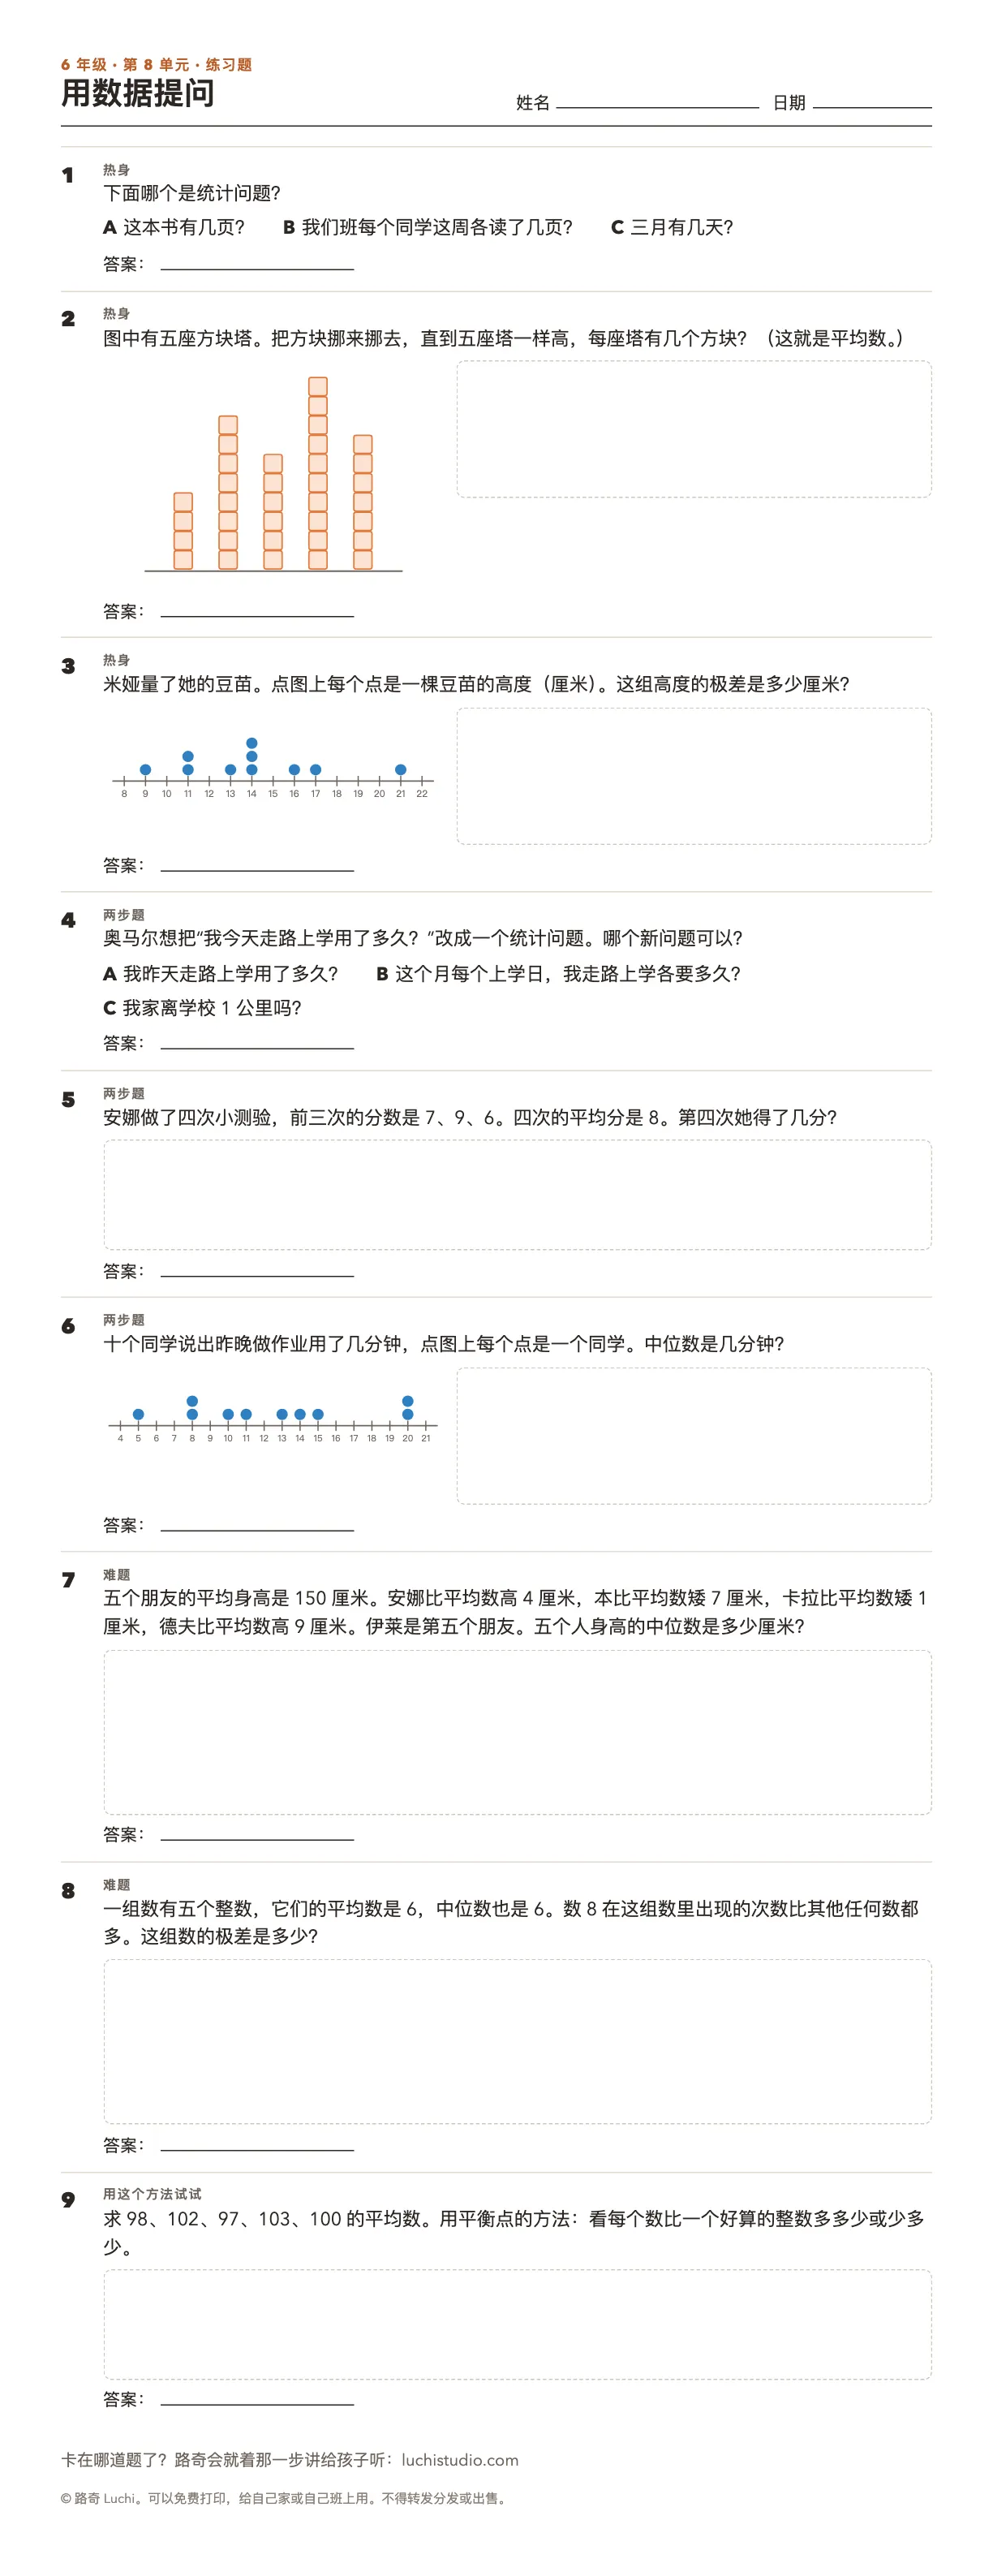 6 年级 · 第 8 单元 · 练习题
用数据提问
姓名 日期
1
热身
下面哪个是统计问题？
A 这本书有几页？ B 我们班每个同学这周各读了几页？ C 三月有几天？
答案：
2
热身
图中有五座方块塔。把方块挪来挪去，直到五座塔一样高，每座塔有几个方块？（这就是平均数。）
答案：
3
热身
米娅量了她的豆苗。点图上每个点是一棵豆苗的高度（厘米）。这组高度的极差是多少厘米？
8 9 10 11 12 13 14 15 16 17 18 19 20 21 22
答案：
4
两步题
奥马尔想把“我今天走路上学用了多久？”改成一个统计问题。哪个新问题可以？
A 我昨天走路上学用了多久？ B 这个月每个上学日，我走路上学各要多久？
C 我家离学校 1 公里吗？
答案：
5
两步题
安娜做了四次小测验，前三次的分数是 7、9、6。四次的平均分是 8。第四次她得了几分？
答案：
6
两步题
十个同学说出昨晚做作业用了几分钟，点图上每个点是一个同学。中位数是几分钟？
4 5 6 7 8 9 10 11 12 13 14 15 16 17 18 19 20 21
答案：
7
难题
五个朋友的平均身高是 150 厘米。安娜比平均数高 4 厘米，本比平均数矮 7 厘米，卡拉比平均数矮 1
厘米，德夫比平均数高 9 厘米。伊莱是第五个朋友。五个人身高的中位数是多少厘米？
答案：
8
难题
一组数有五个整数，它们的平均数是 6，中位数也是 6。数 8 在这组数里出现的次数比其他任何数都
多。这组数的极差是多少？
答案：
9
用这个方法试试
求 98、102、97、103、100 的平均数。用平衡点的方法：看每个数比一个好算的整数多多少或少多
少。
答案：
卡在哪道题了？路奇会就着那一步讲给孩子听：luchistudio.com
© 路奇 Luchi。可以免费打印，给自己家或自己班上用。不得转发分发或出售。